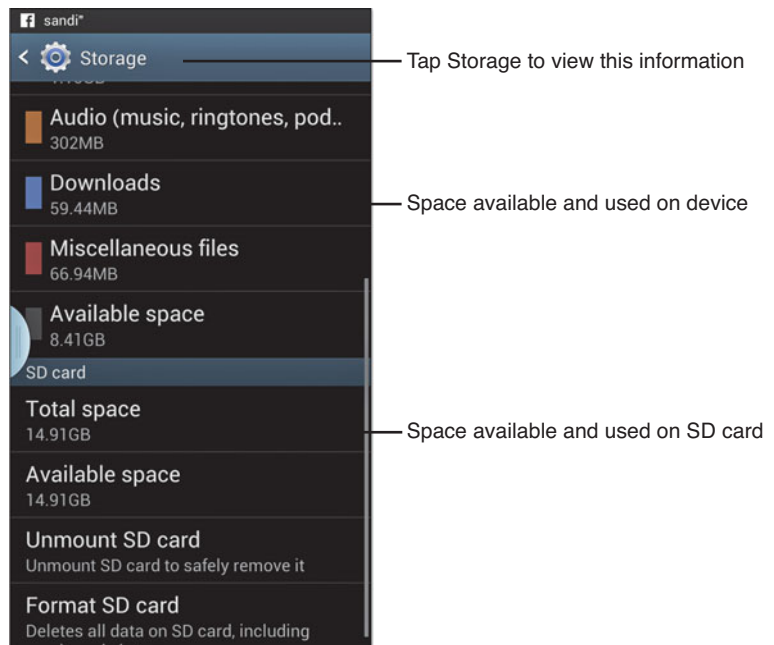 sandi"
Storage
Tap Storage to view this information
Audio (music, ringtones, pod..
302MB
Downloads
59.44MB
Space available and used on device
Miscellaneous files
66.94MB
Available space
8.41GB
SD card
Total space
14.91GB
Space available and used on SD card
Available space
14.91GB
Unmount SD card
Unmount SD card to safely remove it
Format SD card
Deletes all data on SD card, including